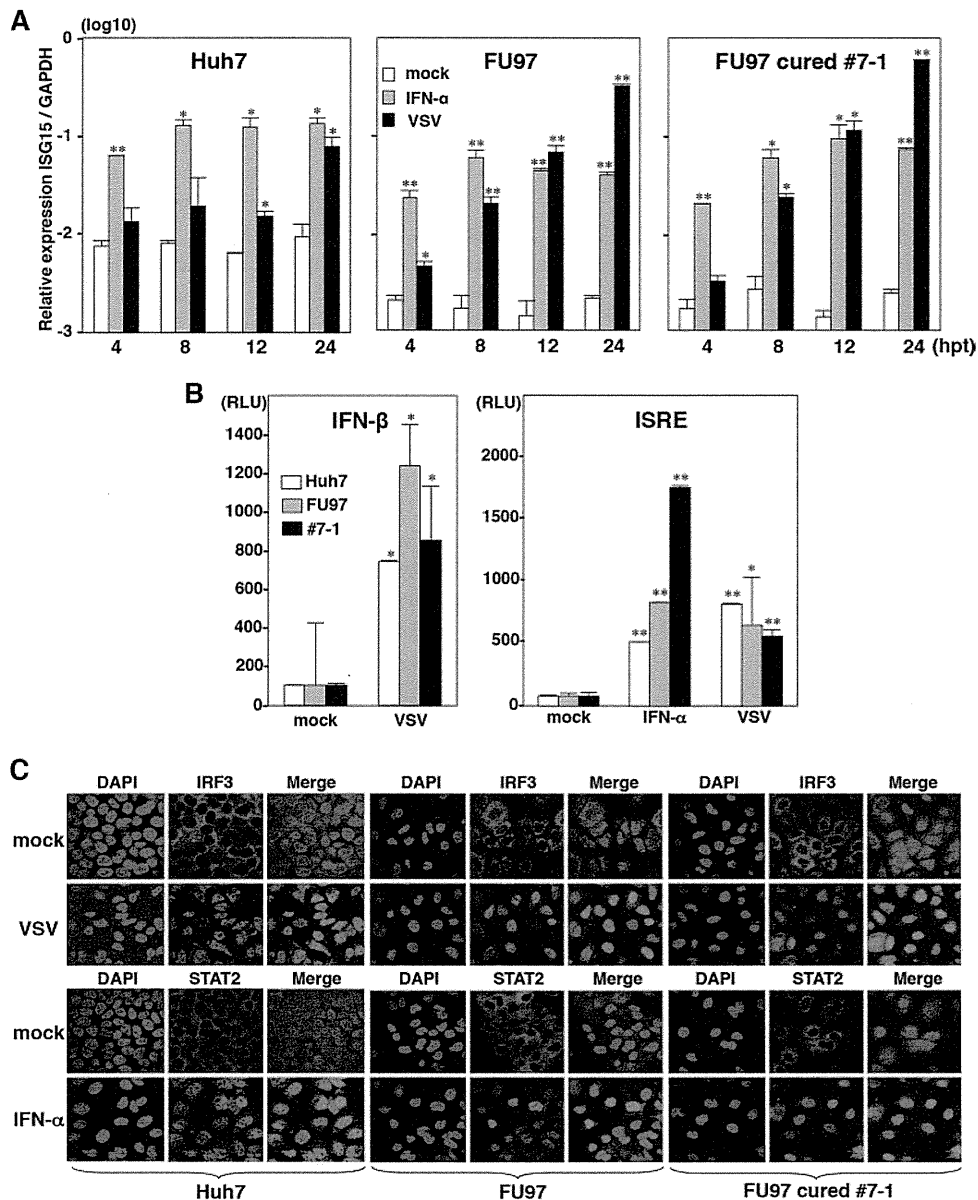 A
(log10)
Relative expression ISG15 / GAPDH
0
-1
-2
-3
Huh7
** * * * * *
4 8 12 24
FU97
mock
IFN-α
VSV
** * ** ** ** ** **
4 8 12 24
FU97 cured #7-1
** * * * * ** **
4 8 12 24 (hpt)
B
(RLU)
IFN-β
1400
1200
1000
800
600
400
200
0
Huh7
FU97
#7-1
* * *
mock VSV
(RLU)
ISRE
2000
1500
1000
500
0
** ** ** ** * **
mock IFN-α VSV
C
DAPI IRF3 Merge DAPI IRF3 Merge DAPI IRF3 Merge
mock
VSV
DAPI STAT2 Merge DAPI STAT2 Merge DAPI STAT2 Merge
mock
IFN-α
Huh7 FU97 FU97 cured #7-1